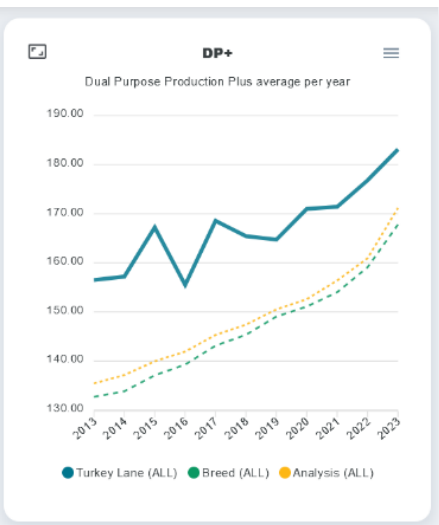 DP+
Dual Purpose Production Plus average per year
190.00
180.00
170.00
160.00
150.00
140.00
130.00
2013 2014 2015 2016 2017 2018 2019 2020 2021 2022 2023
Turkey Lane (ALL) Breed (ALL) Analysis (ALL)